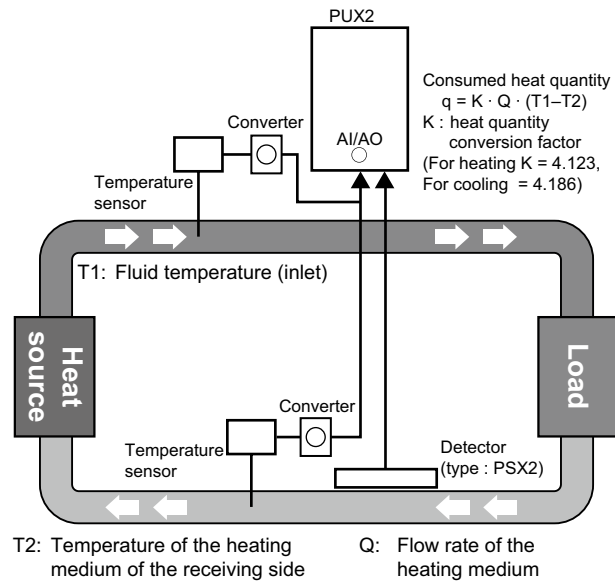 PUX2
Consumed heat quantity
q = K · Q · (T1–T2)
K : heat quantity
conversion factor
(For heating K = 4.123,
For cooling = 4.186)
AI/AO
Converter
Temperature
sensor
T1: Fluid temperature (inlet)
Heat
source
Load
Converter
Temperature
sensor
Detector
(type : PSX2)
T2: Temperature of the heating
medium of the receiving side
Q: Flow rate of the
heating medium